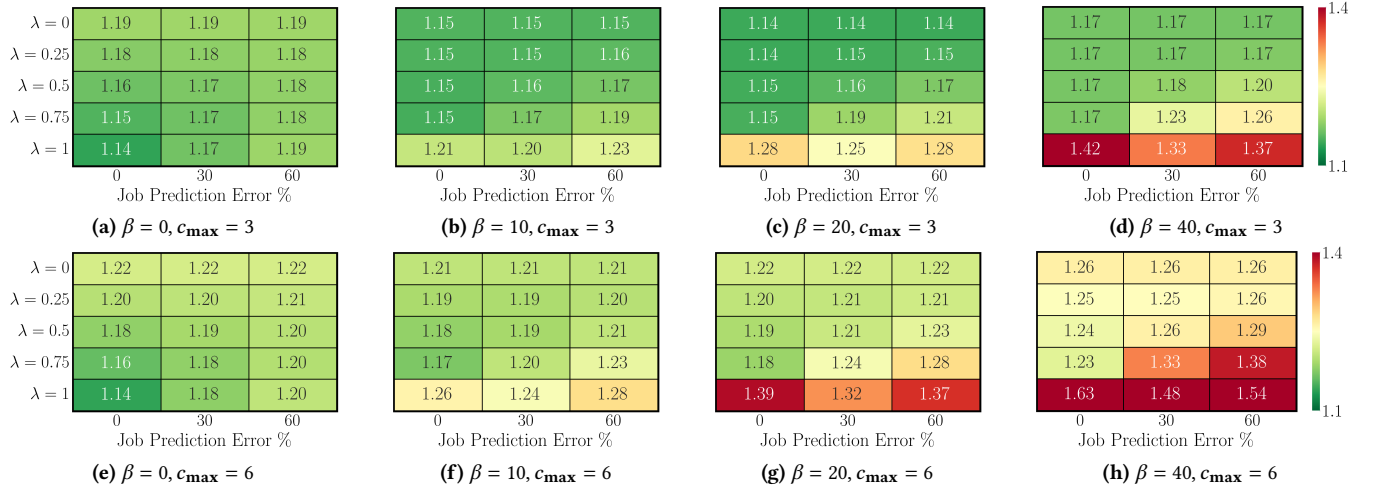 λ = 0 1.19 1.19 1.19 1.15 1.15 1.15 1.14 1.14 1.14 1.17 1.17 1.17 1.4
λ = 0.25 1.18 1.18 1.18 1.15 1.15 1.16 1.14 1.15 1.15 1.17 1.17 1.17
λ = 0.5 1.16 1.17 1.18 1.15 1.16 1.17 1.15 1.16 1.17 1.17 1.18 1.20
λ = 0.75 1.15 1.17 1.18 1.15 1.17 1.19 1.15 1.19 1.21 1.17 1.23 1.26
λ = 1 1.14 1.17 1.19 1.21 1.20 1.23 1.28 1.25 1.28 1.42 1.33 1.37 1.1
0 30 60 0 30 60 0 30 60 0 30 60
Job Prediction Error % Job Prediction Error % Job Prediction Error % Job Prediction Error %
(a) β = 0, cmax = 3 (b) β = 10, cmax = 3 (c) β = 20, cmax = 3 (d) β = 40, cmax = 3
λ = 0 1.22 1.22 1.22 1.21 1.21 1.21 1.22 1.22 1.22 1.26 1.26 1.26 1.4
λ = 0.25 1.20 1.20 1.21 1.19 1.19 1.20 1.20 1.21 1.21 1.25 1.25 1.26
λ = 0.5 1.18 1.19 1.20 1.18 1.19 1.21 1.19 1.21 1.23 1.24 1.26 1.29
λ = 0.75 1.16 1.18 1.20 1.17 1.20 1.23 1.18 1.24 1.28 1.23 1.33 1.38
λ = 1 1.14 1.18 1.20 1.26 1.24 1.28 1.39 1.32 1.37 1.63 1.48 1.54 1.1
0 30 60 0 30 60 0 30 60 0 30 60
Job Prediction Error % Job Prediction Error % Job Prediction Error % Job Prediction Error %
(e) β = 0, cmax = 6 (f) β = 10, cmax = 6 (g) β = 20, cmax = 6 (h) β = 40, cmax = 6